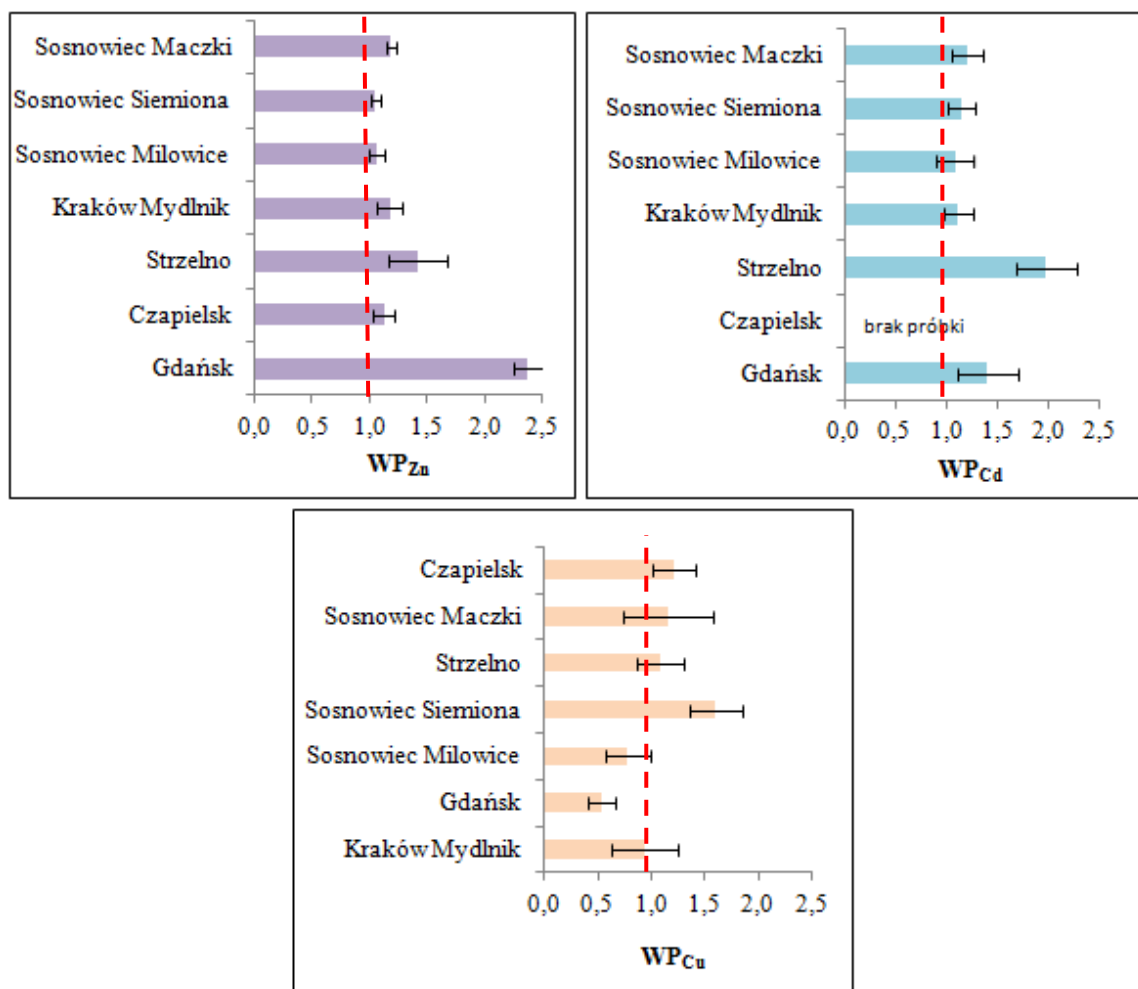 Sosnowiec Maczki
Sosnowiec Siemiona
Sosnowiec Milowice
Kraków Mydlnik
Strzelno
Czapielsk
Gdańsk
0,0 0,5 1,0 1,5 2,0 2,5
WPZn
Sosnowiec Maczki
Sosnowiec Siemiona
Sosnowiec Milowice
Kraków Mydlnik
Strzelno
Czapielsk brak próbki
Gdańsk
0,0 0,5 1,0 1,5 2,0 2,5
WPCd
Czapielsk
Sosnowiec Maczki
Strzelno
Sosnowiec Siemiona
Sosnowiec Milowice
Gdańsk
Kraków Mydlnik
0,0 0,5 1,0 1,5 2,0 2,5
WPCu